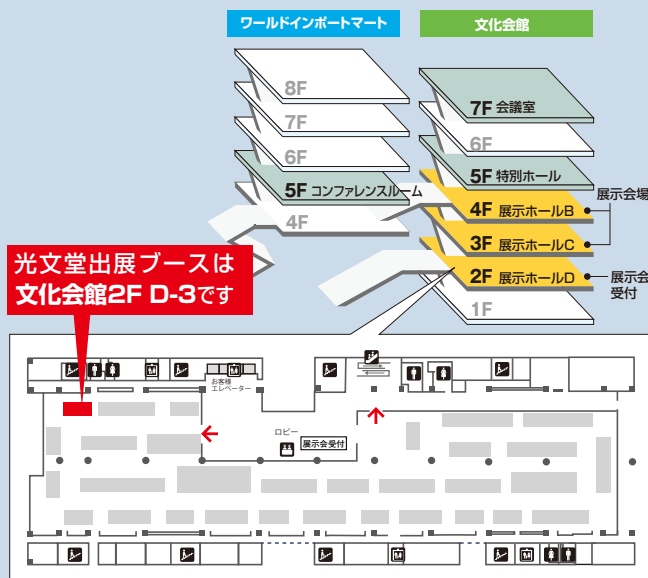 ワールドインポートマート
文化会館
8F
7F
6F
5F コンファレンスルーム
4F
7F 会議室
6F
5F 特別ホール
4F 展示ホールB
3F 展示ホールC
2F 展示ホールD
1F
展示会場
展示会
受付
光文堂出展ブースは
文化会館2F D-3です
お客様
エレベーター
ロビー
展示会受付